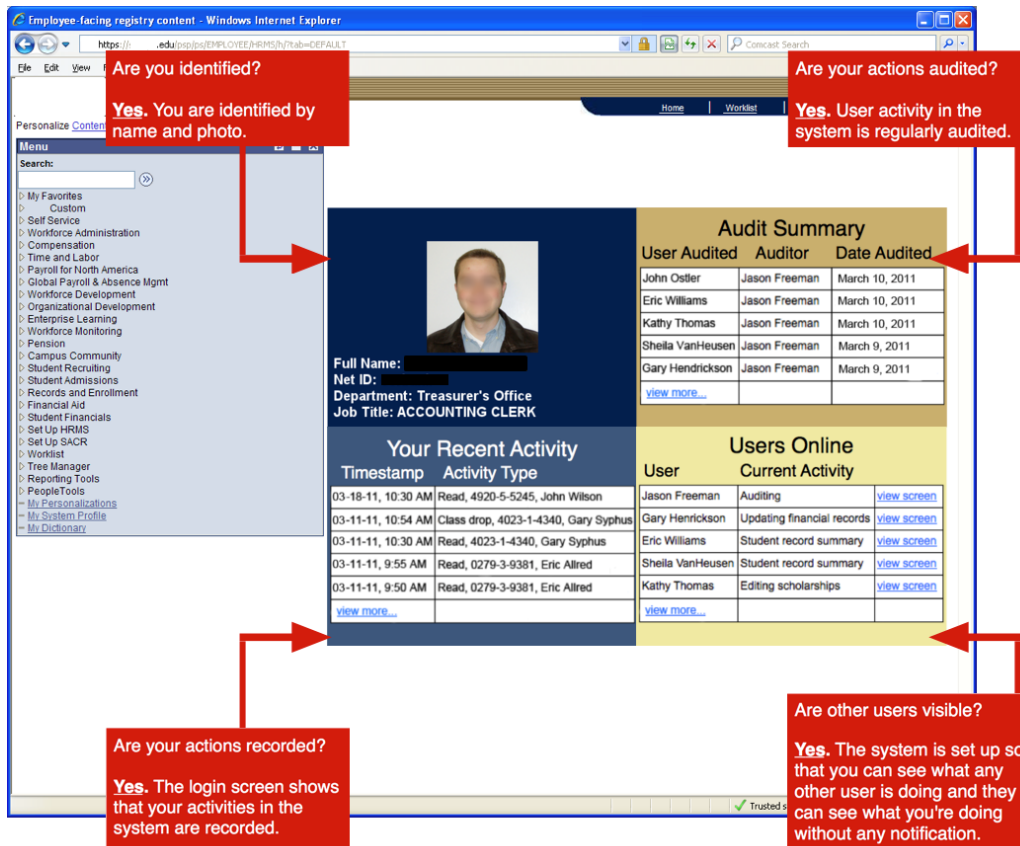 Employee-facing registry content - Windows Internet Explorer
https:// .edu/psp/ps/EMPLOYEE/HRMS/h/?tab=DEFAULT
Comcast Search
File Edit View
Are you identified?
Yes. You are identified by
name and photo.
Are your actions audited?
Yes. User activity in the
system is regularly audited.
Home | Worklist |
Personalize Content
Menu
Search:
My Favorites
Custom
Self Service
Workforce Administration
Compensation
Time and Labor
Payroll for North America
Global Payroll & Absence Mgmt
Workforce Development
Organizational Development
Enterprise Learning
Workforce Monitoring
Pension
Campus Community
Student Recruiting
Student Admissions
Records and Enrollment
Financial Aid
Student Financials
Set Up HRMS
Set Up SACR
Worklist
Tree Manager
Reporting Tools
PeopleTools
My Personalizations
My System Profile
My Dictionary
Full Name:
Net ID:
Department: Treasurer's Office
Job Title: ACCOUNTING CLERK
Audit Summary
User Audited Auditor Date Audited
John Ostler Jason Freeman March 10, 2011
Eric Williams Jason Freeman March 10, 2011
Kathy Thomas Jason Freeman March 10, 2011
Sheila VanHeusen Jason Freeman March 9, 2011
Gary Hendrickson Jason Freeman March 9, 2011
view more...
Your Recent Activity
Timestamp Activity Type
03-18-11, 10:30 AM Read, 4920-5-5245, John Wilson
03-11-11, 10:54 AM Class drop, 4023-1-4340, Gary Syphus
03-11-11, 10:30 AM Read, 4023-1-4340, Gary Syphus
03-11-11, 9:55 AM Read, 0279-3-9381, Eric Allred
03-11-11, 9:50 AM Read, 0279-3-9381, Eric Allred
view more...
Users Online
User Current Activity
Jason Freeman Auditing view screen
Gary Henrickson Updating financial records view screen
Eric Williams Student record summary view screen
Sheila VanHeusen Student record summary view screen
Kathy Thomas Editing scholarships view screen
view more...
Are your actions recorded?
Yes. The login screen shows
that your activities in the
system are recorded.
Are other users visible?
Yes. The system is set up so
that you can see what any
other user is doing and they
can see what you're doing
without any notification.
Trusted s